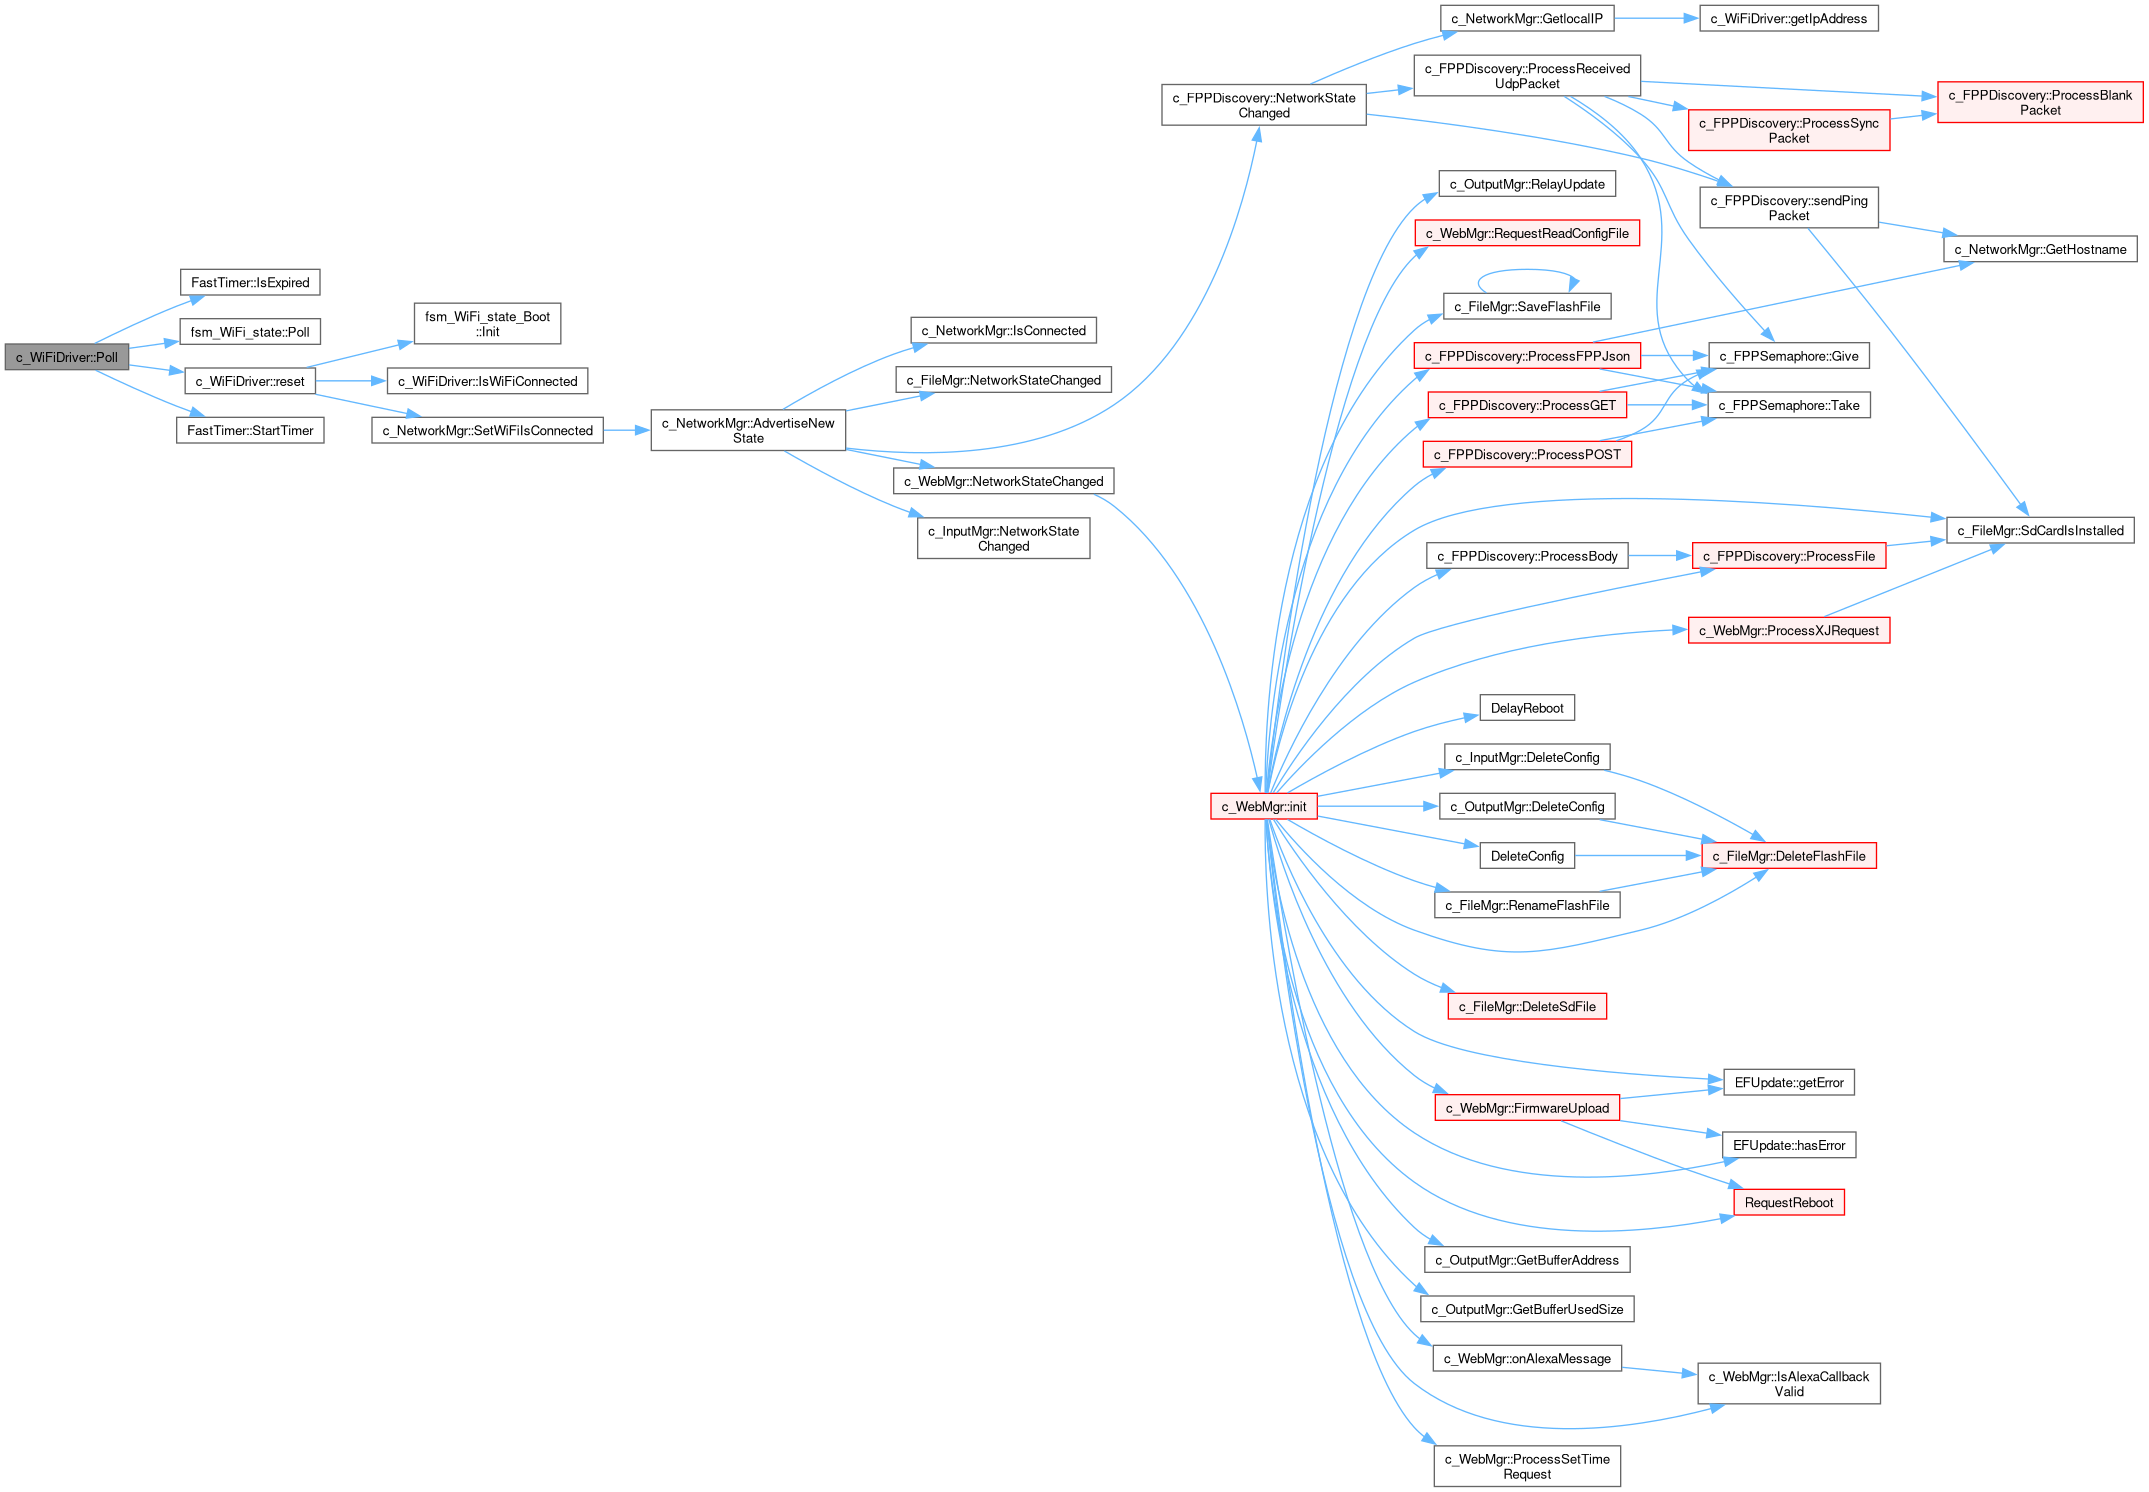 c_WiFiDriver::Poll
FastTimer::IsExpired
fsm_WiFi_state::Poll
c_WiFiDriver::reset
FastTimer::StartTimer
fsm_WiFi_state_Boot
::Init
c_WiFiDriver::IsWiFiConnected
c_NetworkMgr::SetWiFiIsConnected
c_NetworkMgr::AdvertiseNew
State
c_NetworkMgr::IsConnected
c_FileMgr::NetworkStateChanged
c_WebMgr::NetworkStateChanged
c_InputMgr::NetworkState
Changed
c_FPPDiscovery::NetworkState
Changed
c_WebMgr::init
c_NetworkMgr::GetlocalIP
c_FPPDiscovery::ProcessReceived
UdpPacket
c_OutputMgr::RelayUpdate
c_WebMgr::RequestReadConfigFile
c_FileMgr::SaveFlashFile
c_FPPDiscovery::ProcessFPPJson
c_FPPDiscovery::ProcessGET
c_FPPDiscovery::ProcessPOST
c_FPPDiscovery::ProcessBody
DelayReboot
c_InputMgr::DeleteConfig
c_OutputMgr::DeleteConfig
DeleteConfig
c_FileMgr::RenameFlashFile
c_FileMgr::DeleteSdFile
c_WebMgr::FirmwareUpload
c_OutputMgr::GetBufferAddress
c_OutputMgr::GetBufferUsedSize
c_WebMgr::onAlexaMessage
c_WebMgr::ProcessSetTime
Request
c_WiFiDriver::getIpAddress
c_FPPDiscovery::ProcessSync
Packet
c_FPPDiscovery::sendPing
Packet
c_FPPSemaphore::Give
c_FPPSemaphore::Take
c_FPPDiscovery::ProcessFile
c_WebMgr::ProcessXJRequest
c_FileMgr::DeleteFlashFile
EFUpdate::getError
EFUpdate::hasError
RequestReboot
c_WebMgr::IsAlexaCallback
Valid
c_FPPDiscovery::ProcessBlank
Packet
c_NetworkMgr::GetHostname
c_FileMgr::SdCardIsInstalled